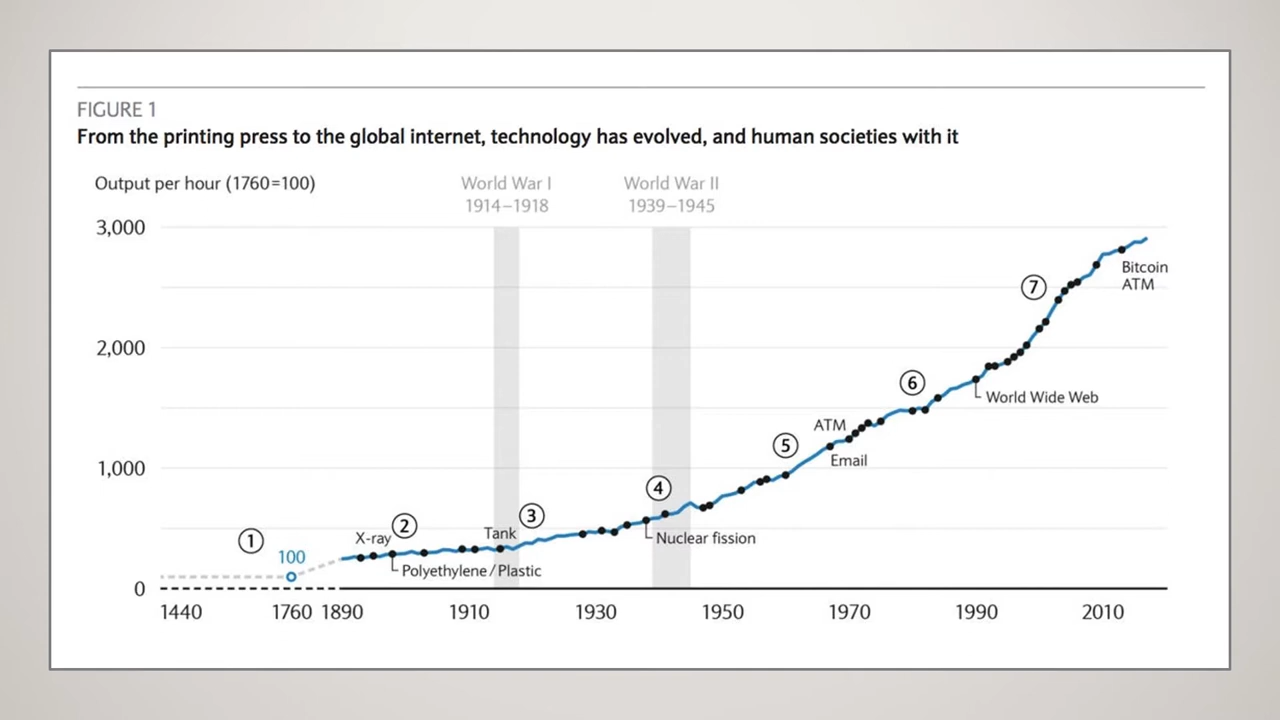 FIGURE 1
From the printing press to the global internet, technology has evolved, and human societies with it
Output per hour (1760=100)
World War I
1914–1918
World War II
1939–1945
3,000
2,000
1,000
0
1
100
X-ray
2
Polyethylene/Plastic
Tank
3
4
Nuclear fission
5
ATM
Email
6
World Wide Web
7
Bitcoin
ATM
1440
1760
1890
1910
1930
1950
1970
1990
2010